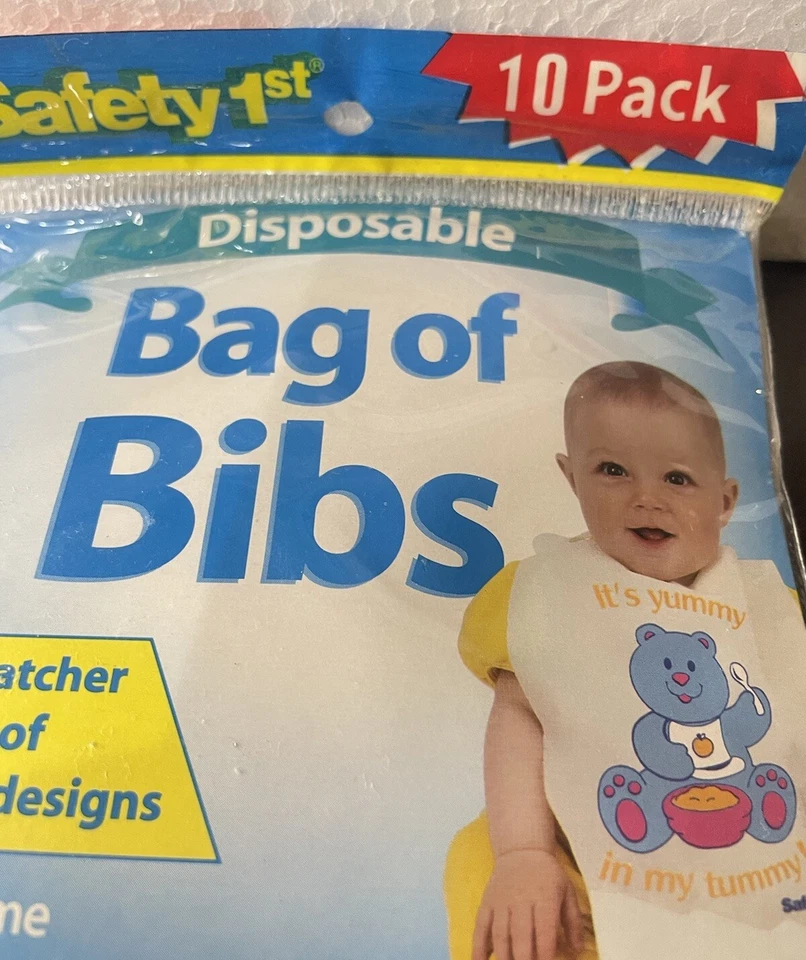 Safety 1st®
10 Pack
Disposable
Bag of
Bibs
It's yummy
in my tummy!
atcher
of
designs
me